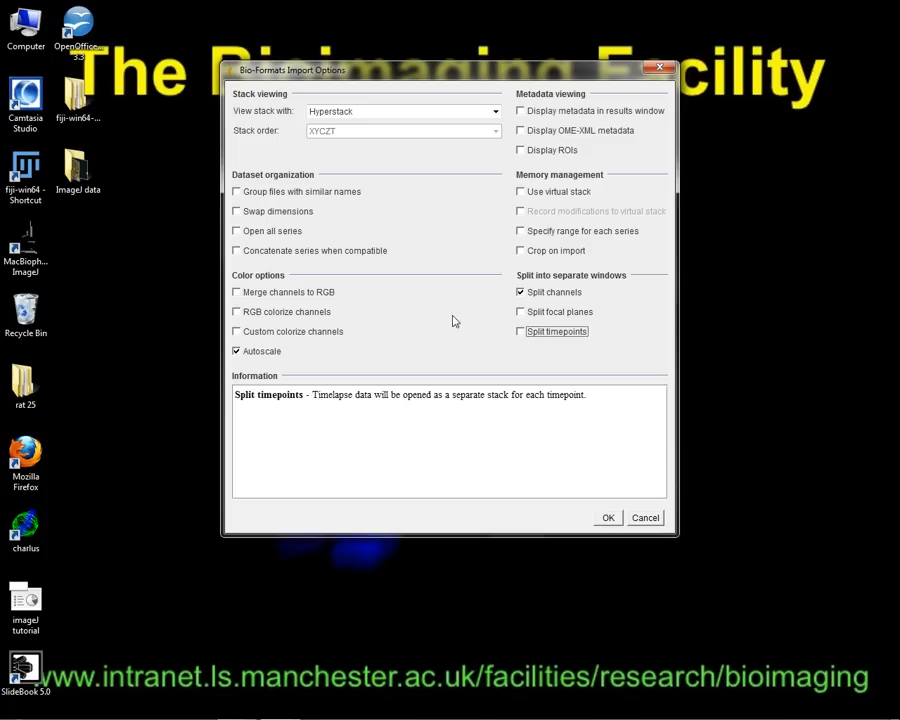 Computer
OpenOffice...
3.3
The Bioimaging Facility
Camtasia
Studio
fiji-win64-...
fiji-win64 -
Shortcut
ImageJ data
MacBioph...
ImageJ
Recycle Bin
rat 25
Mozilla
Firefox
charlus
imageJ
tutorial
SlideBook 5.0
Bio-Formats Import Options
Stack viewing
View stack with:
Hyperstack
Stack order:
XYCZT
Dataset organization
Group files with similar names
Swap dimensions
Open all series
Concatenate series when compatible
Color options
Merge channels to RGB
RGB colorize channels
Custom colorize channels
Autoscale
Metadata viewing
Display metadata in results window
Display OME-XML metadata
Display ROIs
Memory management
Use virtual stack
Record modifications to virtual stack
Specify range for each series
Crop on import
Split into separate windows
Split channels
Split focal planes
Split timepoints
Information
Split timepoints - Timelapse data will be opened as a separate stack for each timepoint.
OK
Cancel
www.intranet.ls.manchester.ac.uk/facilities/research/bioimaging